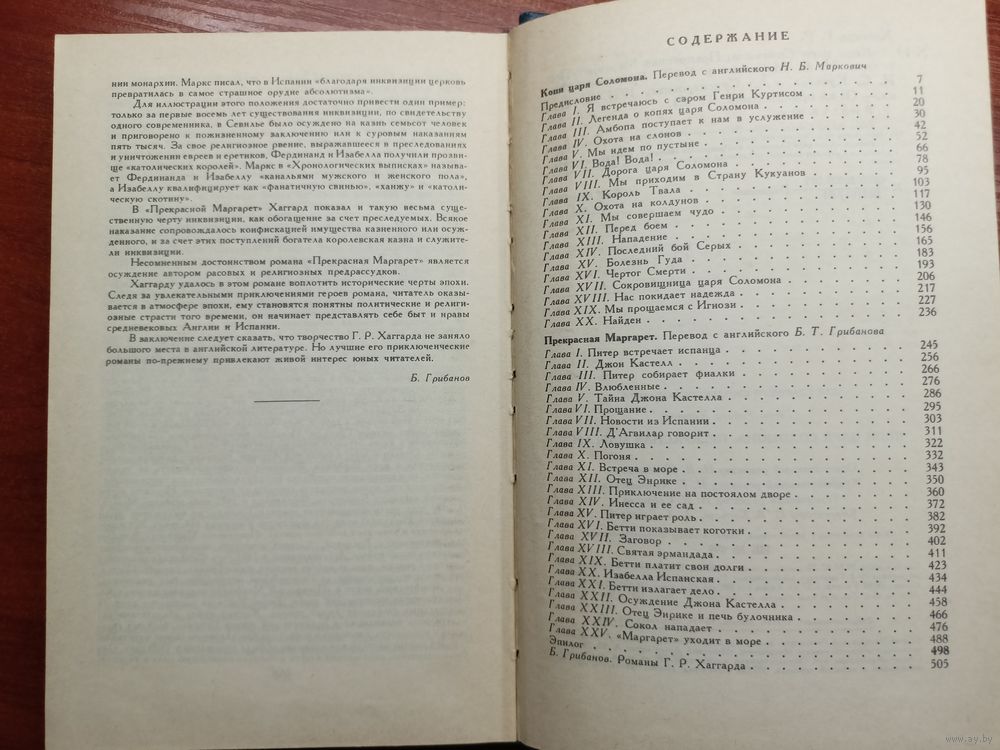 нии монархии. Маркс писал, что в Испании «благодаря инквизиции церковь
превратилась в самое страшное орудие абсолютизма».
Для иллюстрации этого положения достаточно привести один пример:
только за первые восемь лет существования инквизиции, по свидетельству
одного современника, в Севилье было осуждено на казнь семьсот человек
и приговорено к пожизненному заключению или к суровым наказаниям
пять тысяч. За свое религиозное рвение, выражавшееся в преследованиях
и уничтожении евреев и еретиков, Фердинанд и Изабелла получили прозви-
ще «католических королей». Маркс в «Хронологических выписках» называ-
ет Фердинанда и Изабеллу «канальями мужского и женского пола»,
а Изабеллу квалифицирует как «фанатичную свинью», «ханжу» и «като-
лическую скотину».
В «Прекрасной Маргарет» Хаггард показал и такую весьма суще-
ственную черту инквизиции, как обогащение за счет преследуемых. Всякое
наказание сопровождалось конфискацией имущества казненного или осуж-
денного, и за счет этих поступлений богатела королевская казна и служите-
ли инквизиции.
Несомненным достоинством романа «Прекрасная Маргарет» является
осуждение автором расовых и религиозных предрассудков.
Хаггарду удалось в этом романе воплотить исторические черты эпохи.
Следя за увлекательными приключениями героев романа, читатель оказы-
вается в атмосфере эпохи, ему становятся понятны политические и религи-
озные страсти того времени, он начинает представлять себе быт и нравы
средневековых Англии и Испании.
В заключение следует сказать, что творчество Г. Р. Хаггарда не заняло
большого места в английской литературе. Но лучшие его приключенческие
романы по-прежнему привлекают живой интерес юных читателей.
Б. Грибанов
СОДЕРЖАНИЕ
Копи царя Соломона. Перевод с английского Н. Б. Маркович
Предисловие 7
Глава I. Я встречаюсь с сэром Генри Куртисом 11
Глава II. Легенда о копях царя Соломона 20
Глава III. Амбопа поступает к нам в услужение 30
Глава IV. Охота на слонов 42
Глава V. Мы идем по пустыне 52
Глава VI. Вода! Вода! 66
Глава VII. Дорога царя Соломона 78
Глава VIII. Мы приходим в Страну Кукуанов 95
Глава IX. Король Твала 103
Глава X. Охота на колдунов 117
Глава XI. Мы совершаем чудо 130
Глава XII. Перед боем 146
Глава XIII. Нападение 156
Глава XIV. Последний бой Серых 165
Глава XV. Болезнь Гуда 183
Глава XVI. Чертог Смерти 193
Глава XVII. Сокровищница царя Соломона 206
Глава XVIII. Нас покидает надежда 217
Глава XIX. Мы прощаемся с Игнози 227
Глава XX. Найден 236
Прекрасная Маргарет. Перевод с английского Б. Т. Грибанова
Глава I. Питер встречает испанца 245
Глава II. Джон Кастелл 256
Глава III. Питер собирает фиалки 266
Глава IV. Влюбленные 276
Глава V. Тайна Джона Кастелла 286
Глава VI. Прощание 295
Глава VII. Новости из Испании 303
Глава VIII. Д'Агвилар говорит 311
Глава IX. Ловушка 322
Глава X. Погоня 332
Глава XI. Встреча в море 343
Глава XII. Отец Энрике 350
Глава XIII. Приключение на постоялом дворе 360
Глава XIV. Инесса и ее сад 372
Глава XV. Питер играет роль 382
Глава XVI. Бетти показывает коготки 392
Глава XVII. Заговор 402
Глава XVIII. Святая эрмандада 411
Глава XIX. Бетти платит свои долги 423
Глава XX. Изабелла Испанская 434
Глава XXI. Бетти излагает дело 444
Глава XXII. Осуждение Джона Кастелла 458
Глава XXIII. Отец Энрике и печь булочника 466
Глава XXIV. Сокол нападает 476
Глава XXV. «Маргарет» уходит в море 488
Эпилог 498
Б. Грибанов. Романы Г. Р. Хаггарда 505
www.ay.by